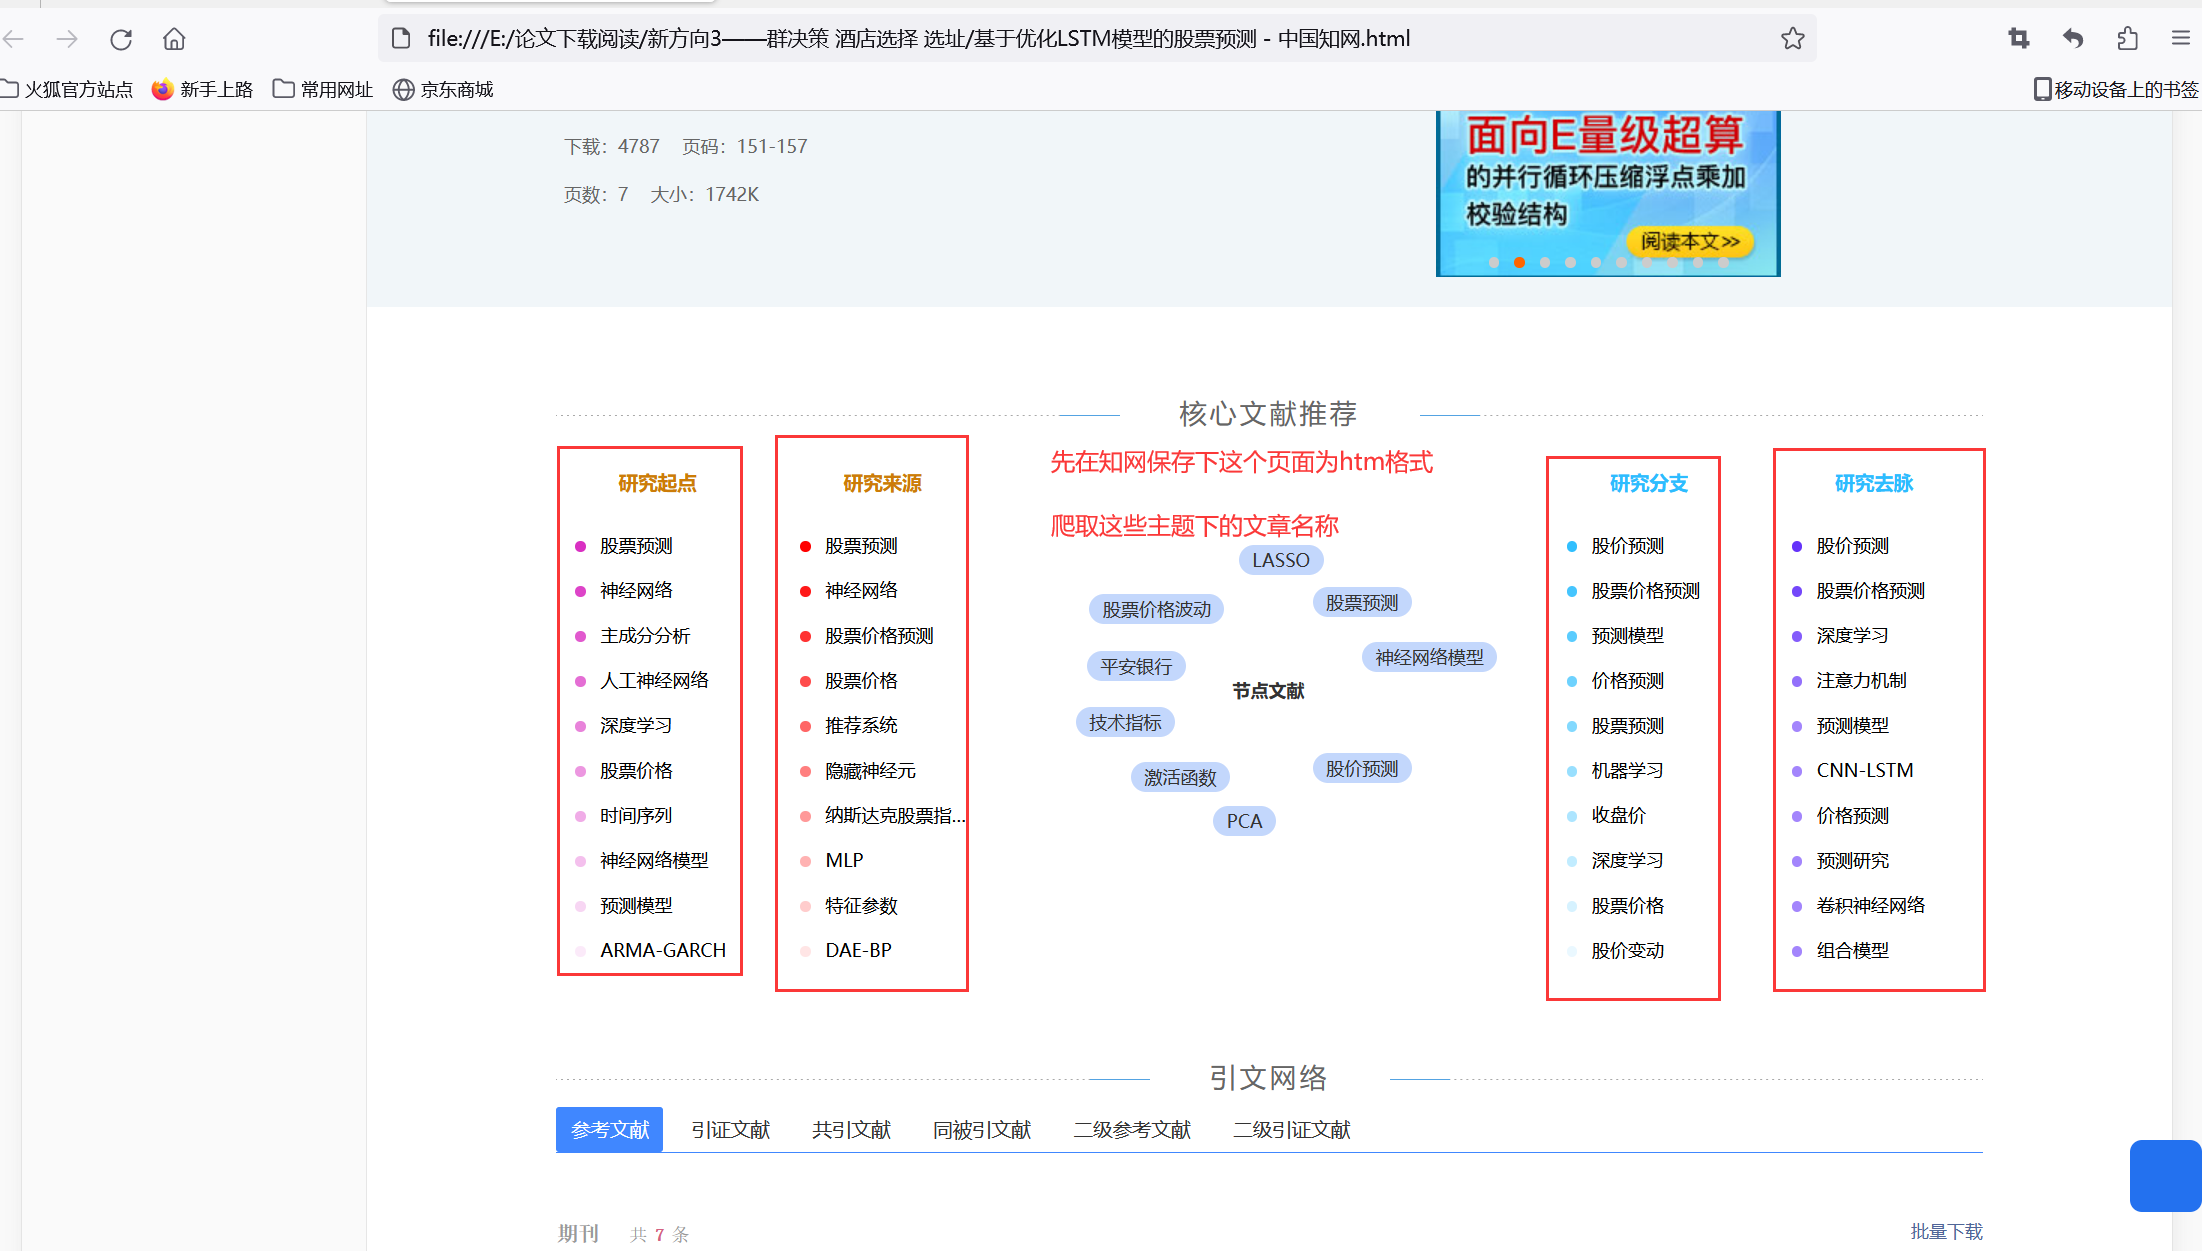 file:///E:/论文下载阅读/新方向3——群决策 酒店选择 选址/基于优化LSTM模型的股票预测 - 中国知网.html
火狐官方站点 新手上路 常用网址 京东商城 移动设备上的书签
下载：4787 页码：151-157
页数：7 大小：1742K
面向E量级超算
的并行循环压缩浮点乘加
校验结构
阅读本文>>
核心文献推荐
先在知网保存下这个页面为htm格式
爬取这些主题下的文章名称
研究起点
股票预测
神经网络
主成分分析
人工神经网络
深度学习
股票价格
时间序列
神经网络模型
预测模型
ARMA-GARCH
研究来源
股票预测
神经网络
股票价格预测
股票价格
推荐系统
隐藏神经元
纳斯达克股票指...
MLP
特征参数
DAE-BP
LASSO
股票价格波动
股票预测
神经网络模型
平安银行
节点文献
技术指标
股价预测
激活函数
PCA
研究分支
股价预测
股票价格预测
预测模型
价格预测
股票预测
机器学习
收盘价
深度学习
股票价格
股价变动
研究去脉
股价预测
股票价格预测
深度学习
注意力机制
预测模型
CNN-LSTM
价格预测
预测研究
卷积神经网络
组合模型
引文网络
参考文献 引证文献 共引文献 同被引文献 二级参考文献 二级引证文献
期刊 共 7 条 批量下载